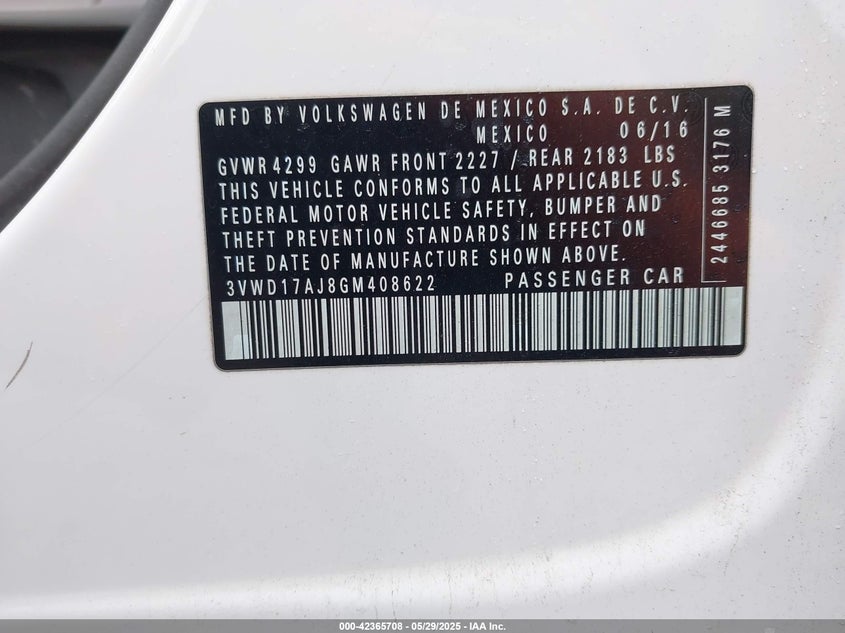 MFD BY VOLKSWAGEN DE MEXICO S.A. DE C.V.
MEXICO 06/16
GVWR 4299 GAWR FRONT 2227 / REAR 2183 LBS
THIS VEHICLE CONFORMS TO ALL APPLICABLE U.S.
FEDERAL MOTOR VEHICLE SAFETY, BUMPER AND
THEFT PREVENTION STANDARDS IN EFFECT ON
THE DATE OF MANUFACTURE SHOWN ABOVE.
3VWD17AJ8GM408622 PASSENGER CAR
2446685 3176 M
000-42365708 - 05/29/2025 - IAA Inc.